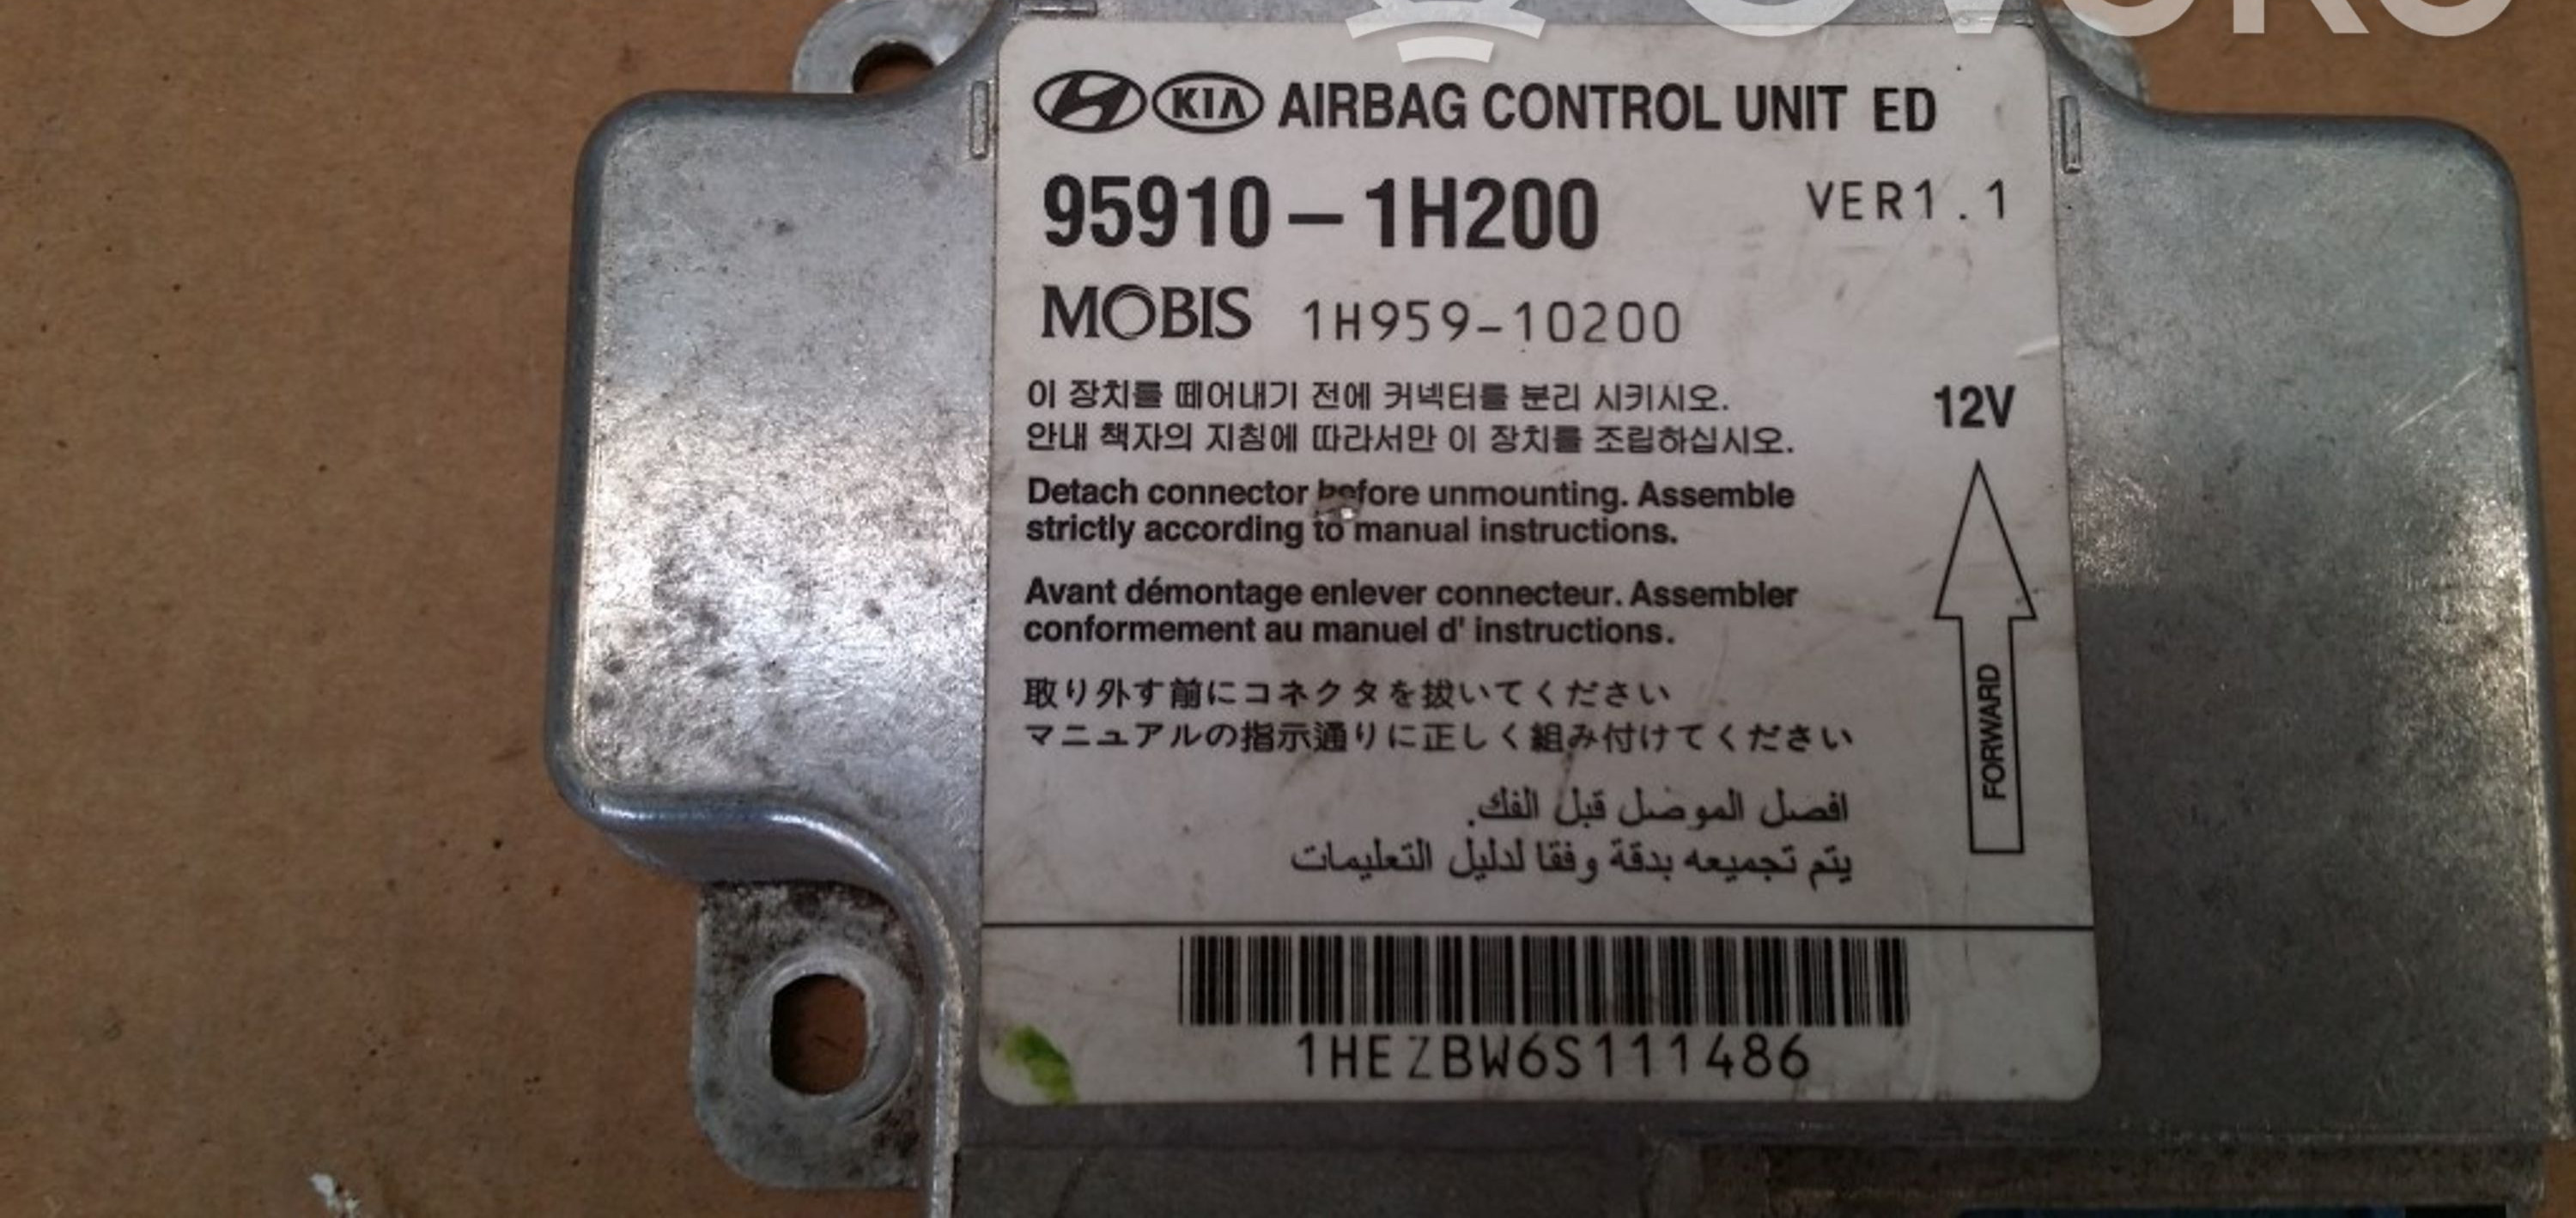 KIA AIRBAG CONTROL UNIT ED
95910-1H200 VER1.1
MOBIS 1H959-10200
이 장치를 떼어내기 전에 커넥터를 분리 시키시오.
안내 책자의 지침에 따라서만 이 장치를 조립하십시오.
12V
Detach connector before unmounting. Assemble
strictly according to manual instructions.
Avant démontage enlever connecteur. Assembler
conformement au manuel d' instructions.
取り外す前にコネクタを抜いてください
マニュアルの指示通りに正しく組み付けてください
FORWARD
افصل الموصل قبل الفك.
يتم تجميعه بدقة وفقا لدليل التعليمات
1HEZBW6S111486